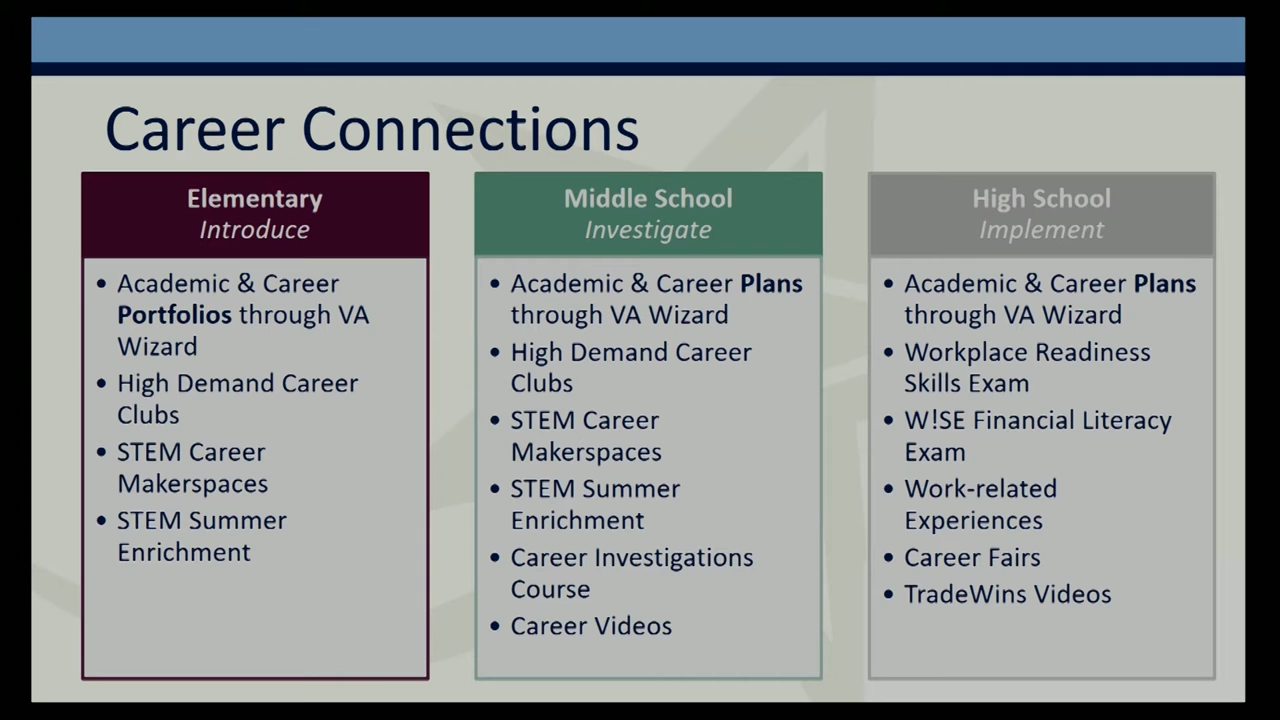 Career Connections
Elementary
Introduce
• Academic & Career
Portfolios through VA
Wizard
• High Demand Career
Clubs
• STEM Career
Makerspaces
• STEM Summer
Enrichment
Middle School
Investigate
• Academic & Career Plans
through VA Wizard
• High Demand Career
Clubs
• STEM Career
Makerspaces
• STEM Summer
Enrichment
• Career Investigations
Course
• Career Videos
High School
Implement
• Academic & Career Plans
through VA Wizard
• Workplace Readiness
Skills Exam
• W!SE Financial Literacy
Exam
• Work-related
Experiences
• Career Fairs
• TradeWins Videos